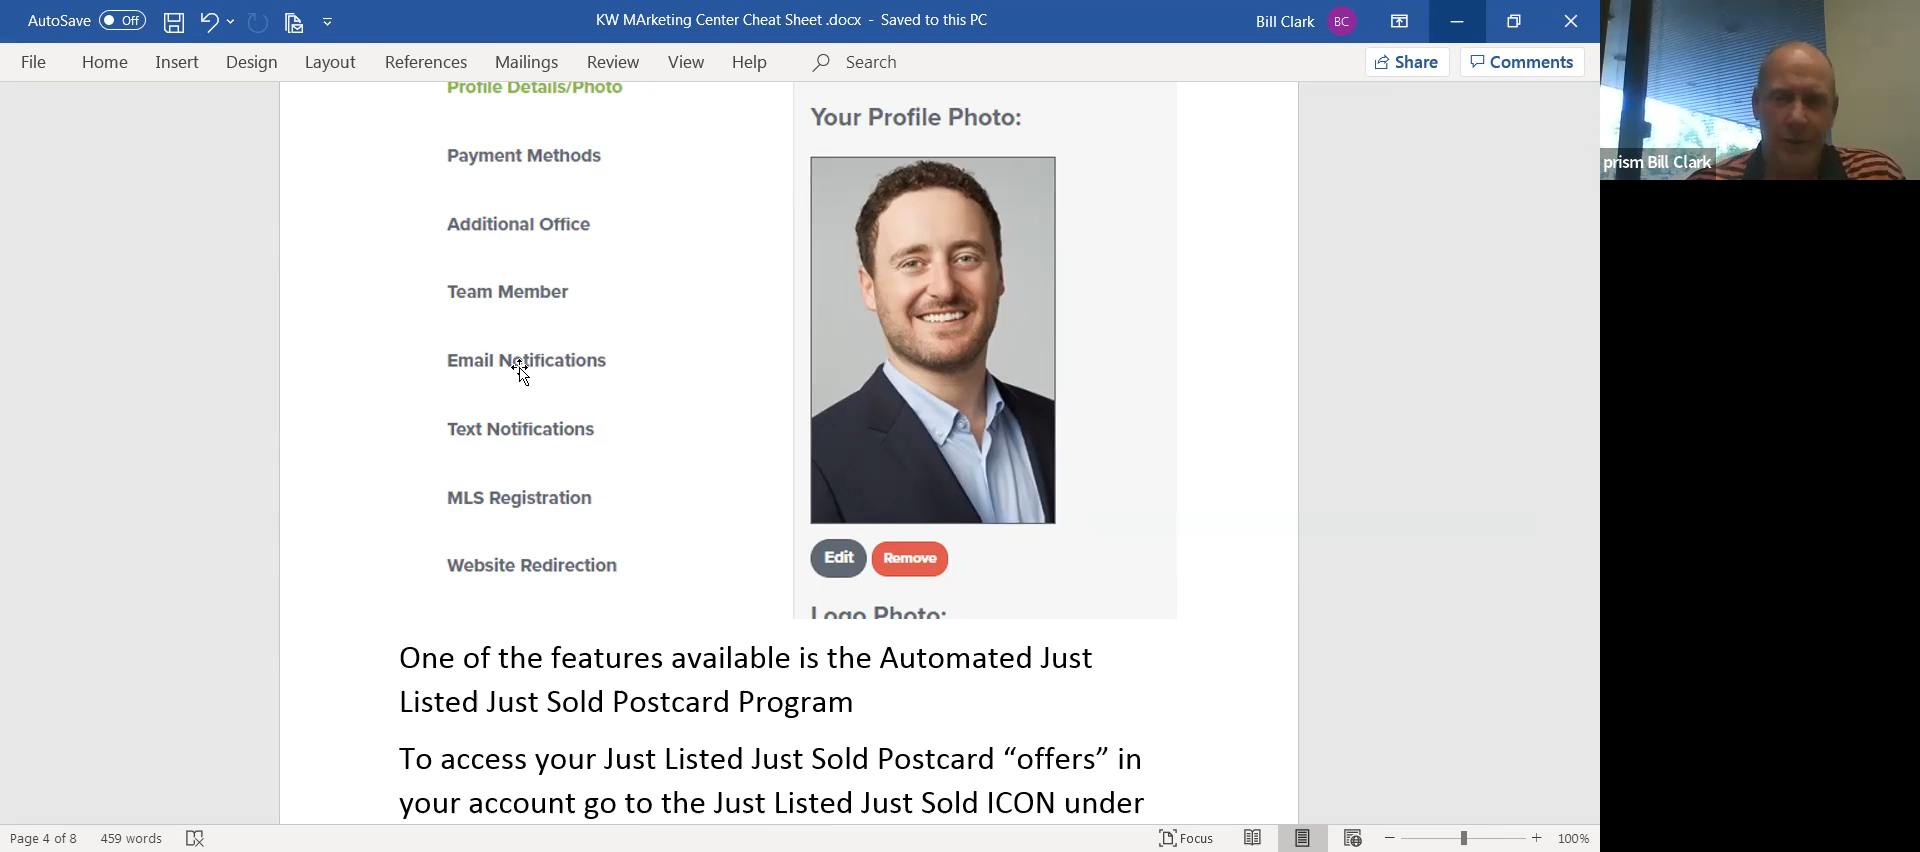 AutoSave Off KW MArketing Center Cheat Sheet .docx - Saved to this PC Bill Clark BC
File Home Insert Design Layout References Mailings Review View Help Search Share Comments
prism Bill Clark
Profile Details/Photo
Your Profile Photo:
Payment Methods
Additional Office
Team Member
Email Notifications
Text Notifications
MLS Registration
Edit Remove
Website Redirection
Logo Photo:
One of the features available is the Automated Just
Listed Just Sold Postcard Program
To access your Just Listed Just Sold Postcard “offers” in
your account go to the Just Listed Just Sold ICON under
Page 4 of 8 459 words Focus 100%